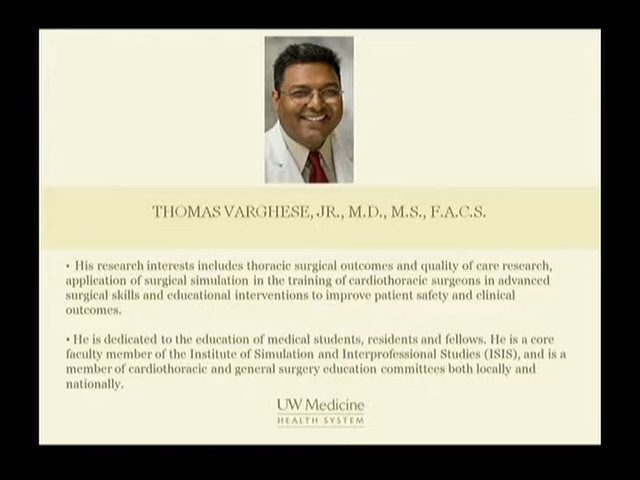 THOMAS VARGHESE, JR., M.D., M.S., F.A.C.S.
• His research interests includes thoracic surgical outcomes and quality of care research,
application of surgical simulation in the training of cardiothoracic surgeons in advanced
surgical skills and educational interventions to improve patient safety and clinical
outcomes.
• He is dedicated to the education of medical students, residents and fellows. He is a core
faculty member of the Institute of Simulation and Interprofessional Studies (ISIS), and is a
member of cardiothoracic and general surgery education committees both locally and
nationally.
UW Medicine
HEALTH SYSTEM